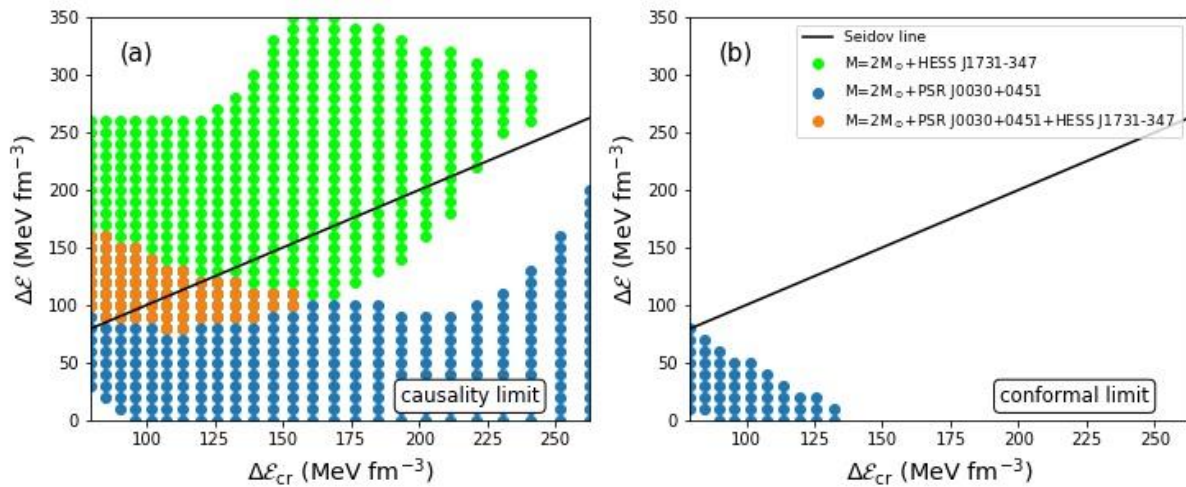 (a)
350
300
250
200
150
100
50
0
Δℰ (MeV fm⁻³)
causality limit
100 125 150 175 200 225 250
Δℰcr (MeV fm⁻³)
(b)
Seidov line
M=2M☉+HESS J1731-347
M=2M☉+PSR J0030+0451
M=2M☉+PSR J0030+0451+HESS J1731-347
350
300
250
200
150
100
50
0
Δℰ (MeV fm⁻³)
conformal limit
100 125 150 175 200 225 250
Δℰcr (MeV fm⁻³)